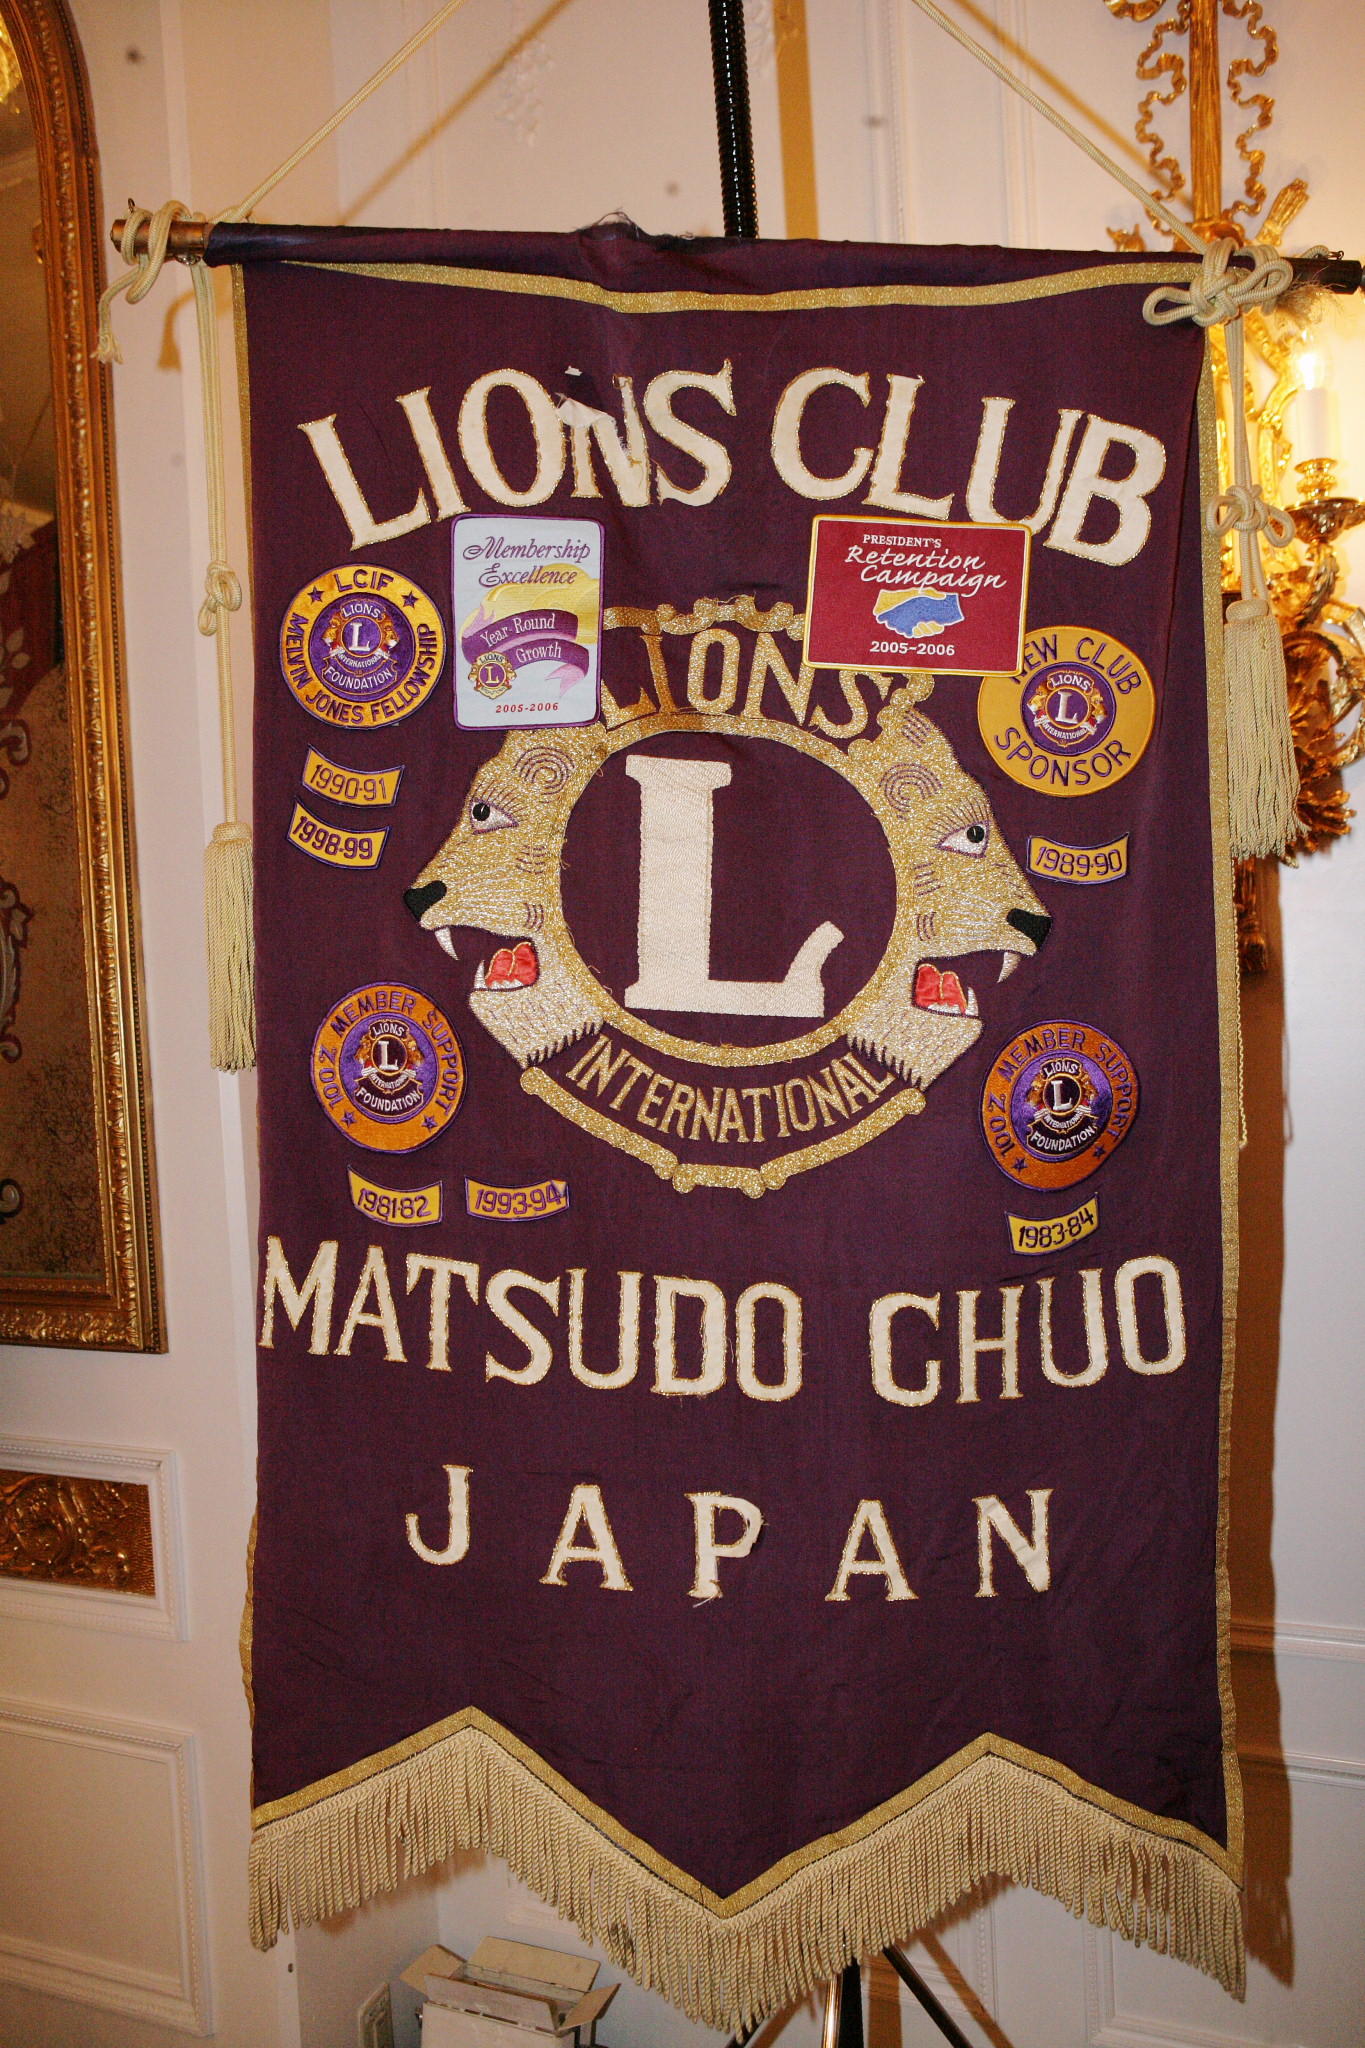 LIONS CLUB
Membership
Excellence
Year-Round
Growth
LIONS
L
2005-2006
PRESIDENT'S
Retention
Campaign
2005-2006
LCIF
LIONS
L
INTERNATIONAL
FOUNDATION
MELVIN JONES FELLOWSHIP
1990-91
1998-99
NEW CLUB
LIONS
L
INTERNATIONAL
SPONSOR
1989-90
LIONS
L
INTERNATIONAL
100% MEMBER SUPPORT
LIONS
L
INTERNATIONAL
FOUNDATION
1981-82
1993-94
100% MEMBER SUPPORT
LIONS
L
INTERNATIONAL
FOUNDATION
1983-84
MATSUDO CHUO
JAPAN